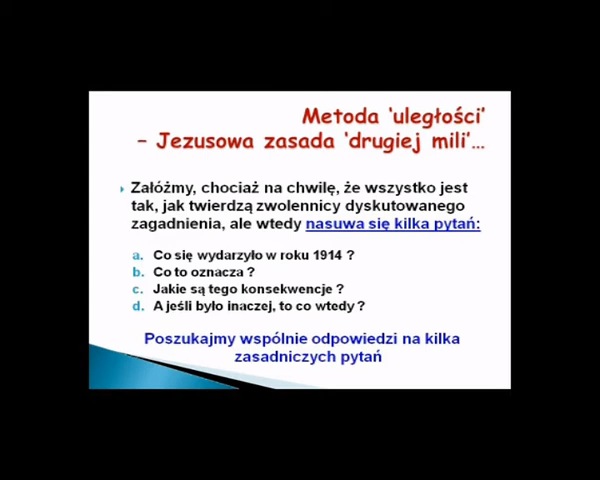 Metoda 'uległości'
– Jezusowa zasada 'drugiej mili'...
Załóżmy, chociaż na chwilę, że wszystko jest
tak, jak twierdzą zwolennicy dyskutowanego
zagadnienia, ale wtedy nasuwa się kilka pytań:
a. Co się wydarzyło w roku 1914 ?
b. Co to oznacza ?
c. Jakie są tego konsekwencje ?
d. A jeśli było inaczej, to co wtedy ?
Poszukajmy wspólnie odpowiedzi na kilka
zasadniczych pytań